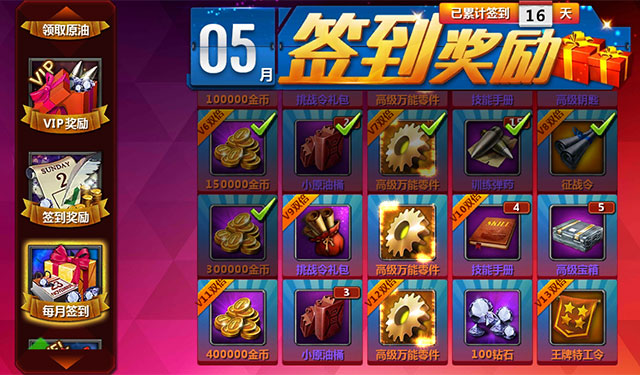 领取原油
VIP
VIP奖励
SUNDAY
2
签到奖励
每月签到
05月
签到奖励
已累计签到 16 天
100000金币
挑战令礼包
高级万能零件
技能手册
高级钥匙
V6双倍
2
V7双倍
15
V8双倍
150000金币
小原油桶
高级万能零件
训练弹药
征战令
V9双倍
V10双倍
4
5
SKILL
300000金币
挑战令礼包
高级万能零件
技能手册
高级宝箱
V11双倍
3
V12双倍
V13双倍
400000金币
小原油桶
高级万能零件
100钻石
王牌特工令